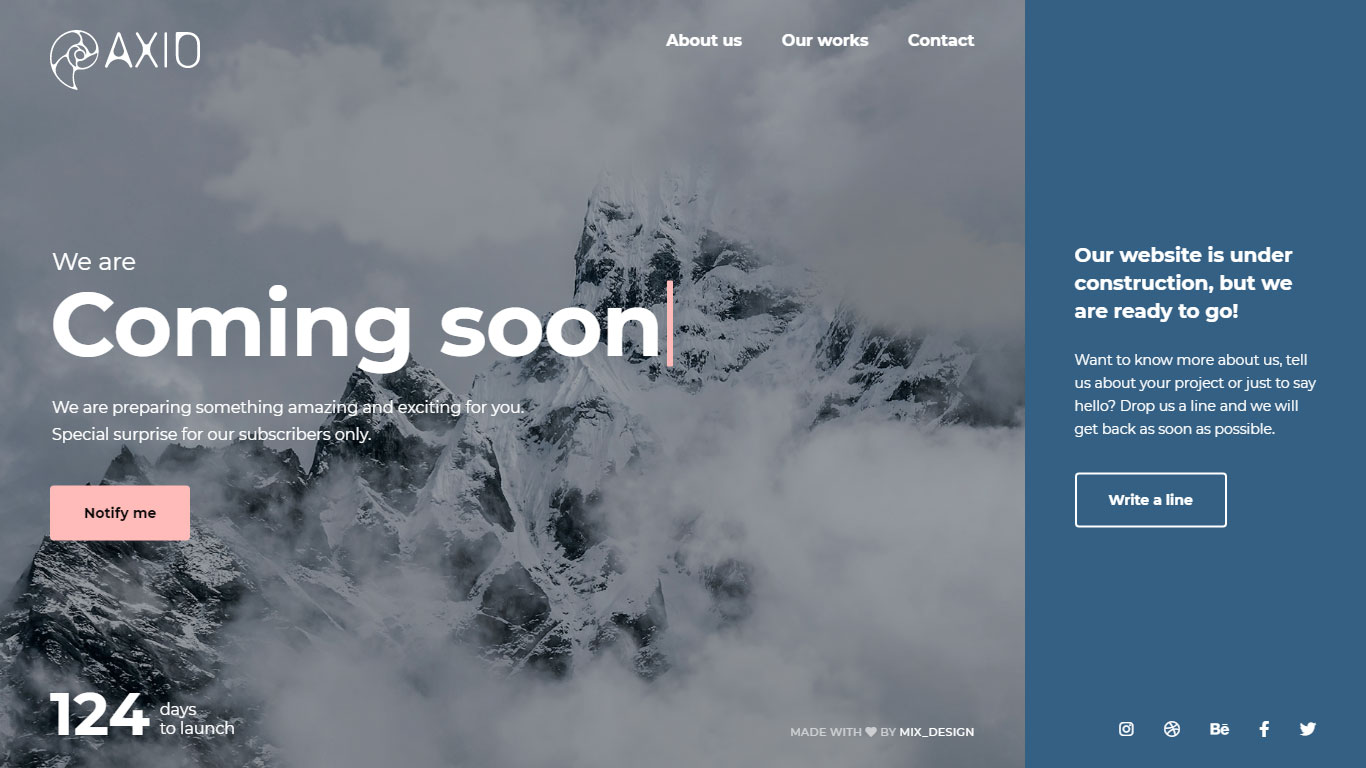 AXID
About us
Our works
Contact
We are
Coming soon
We are preparing something amazing and exciting for you.
Special surprise for our subscribers only.
Notify me
124
days
to launch
MADE WITH BY MIX_DESIGN
Our website is under
construction, but we
are ready to go!
Want to know more about us, tell
us about your project or just to say
hello? Drop us a line and we will
get back as soon as possible.
Write a line
Bē